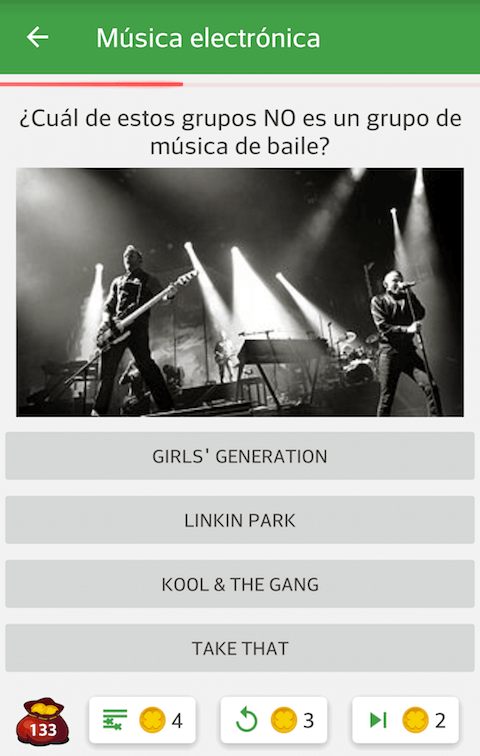 Música electrónica
¿Cuál de estos grupos NO es un grupo de
música de baile?
GIRLS' GENERATION
LINKIN PARK
KOOL & THE GANG
TAKE THAT
133
4
3
2